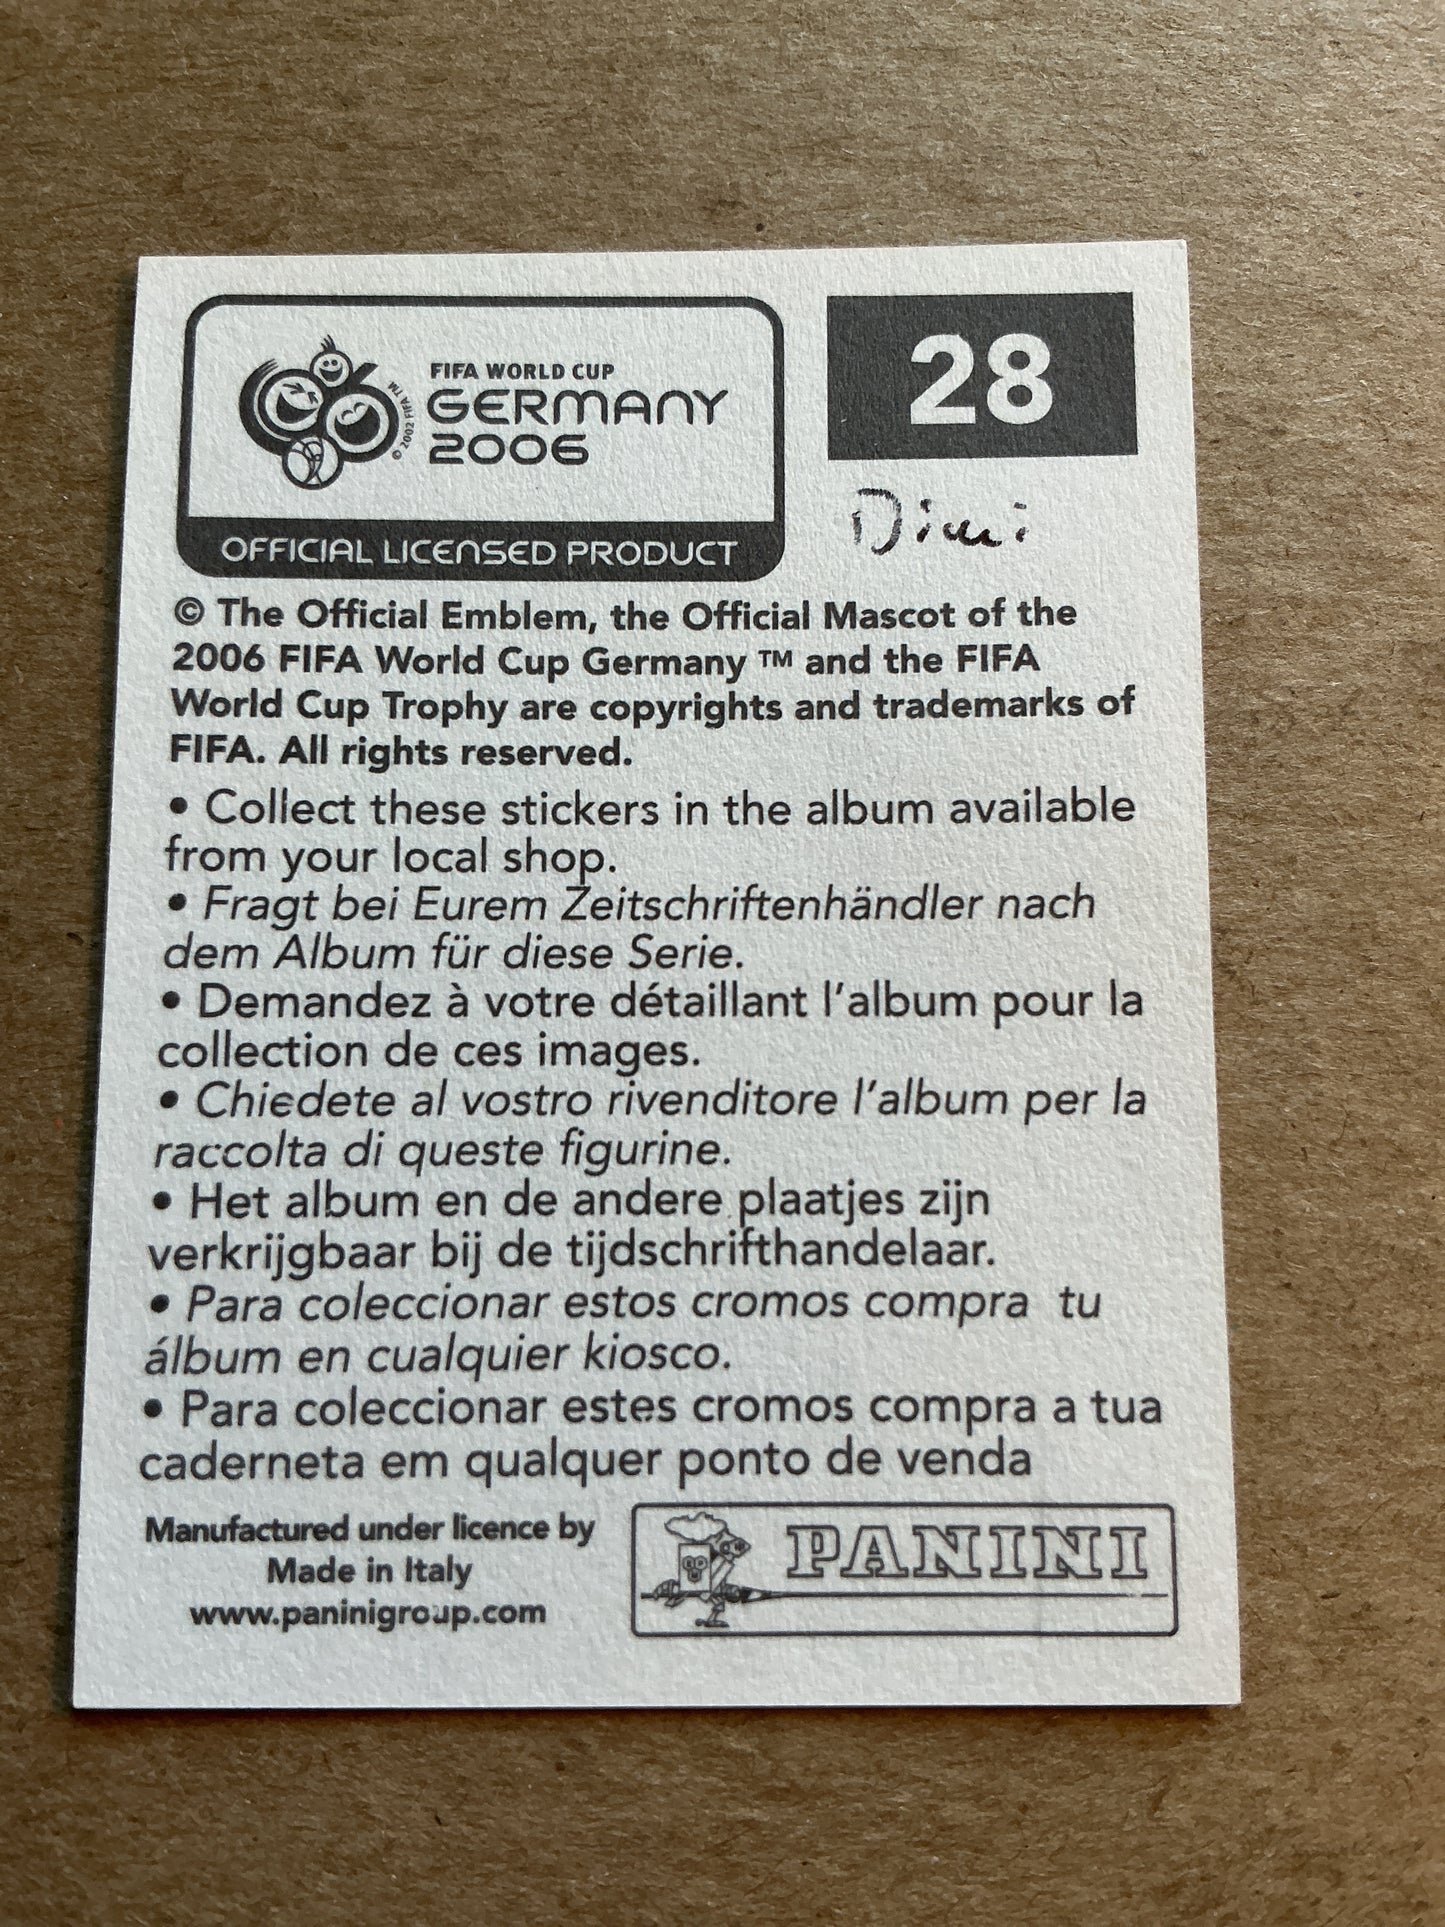 © 2002 FIFA TM
FIFA WORLD CUP
GERMANY
2006
OFFICIAL LICENSED PRODUCT
28
Dimi
© The Official Emblem, the Official Mascot of the
2006 FIFA World Cup Germany ™ and the FIFA
World Cup Trophy are copyrights and trademarks of
FIFA. All rights reserved.
• Collect these stickers in the album available
from your local shop.
• Fragt bei Eurem Zeitschriftenhändler nach
dem Album für diese Serie.
• Demandez à votre détaillant l'album pour la
collection de ces images.
• Chiedete al vostro rivenditore l'album per la
raccolta di queste figurine.
• Het album en de andere plaatjes zijn
verkrijgbaar bij de tijdschrifthandelaar.
• Para coleccionar estos cromos compra tu
álbum en cualquier kiosco.
• Para coleccionar estes cromos compra a tua
caderneta em qualquer ponto de venda
Manufactured under licence by
Made in Italy
www.paninigroup.com
PANINI